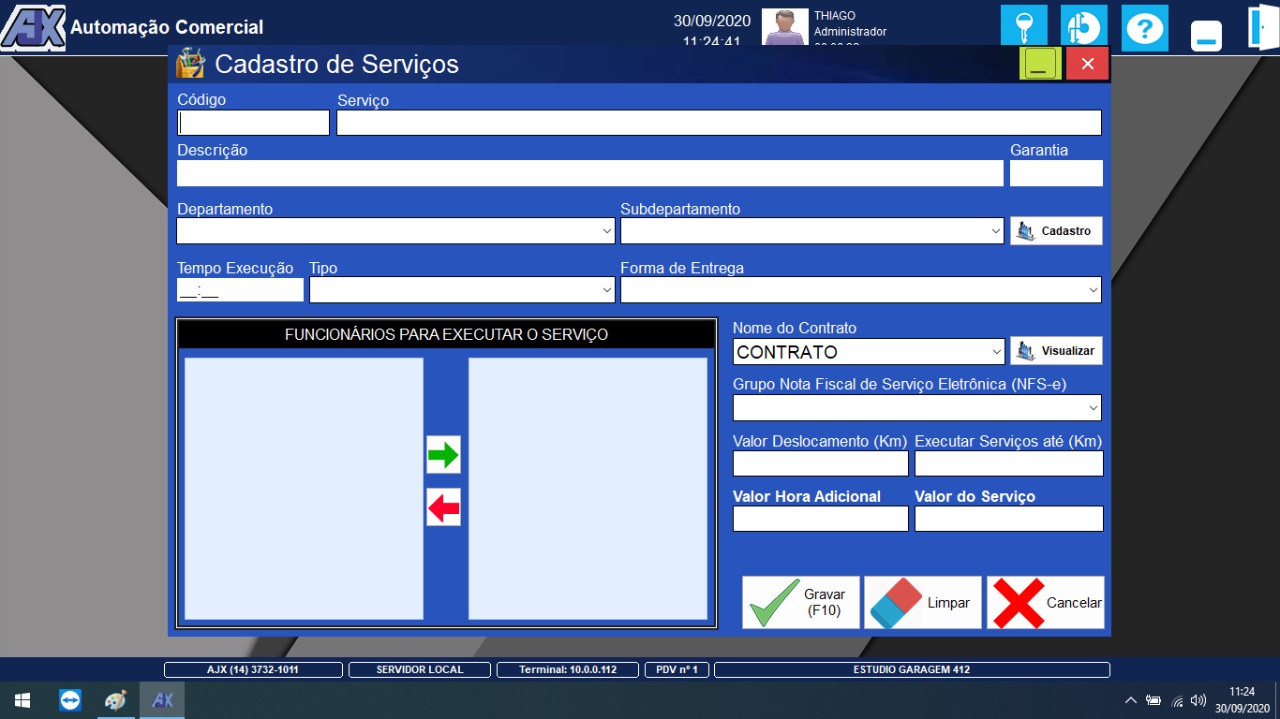 AX Automação Comercial
30/09/2020
11:24:41
THIAGO
Administrador
Cadastro de Serviços
Código
Serviço
Descrição
Garantia
Departamento
Subdepartamento
Cadastro
Tempo Execução
Tipo
Forma de Entrega
__:__
FUNCIONÁRIOS PARA EXECUTAR O SERVIÇO
Nome do Contrato
CONTRATO
Visualizar
Grupo Nota Fiscal de Serviço Eletrônica (NFS-e)
Valor Deslocamento (Km)
Executar Serviços até (Km)
Valor Hora Adicional
Valor do Serviço
Gravar
(F10)
Limpar
Cancelar
AJX (14) 3732-1011
SERVIDOR LOCAL
Terminal: 10.0.0.112
PDV nº 1
ESTUDIO GARAGEM 412
AX
11:24
30/09/2020